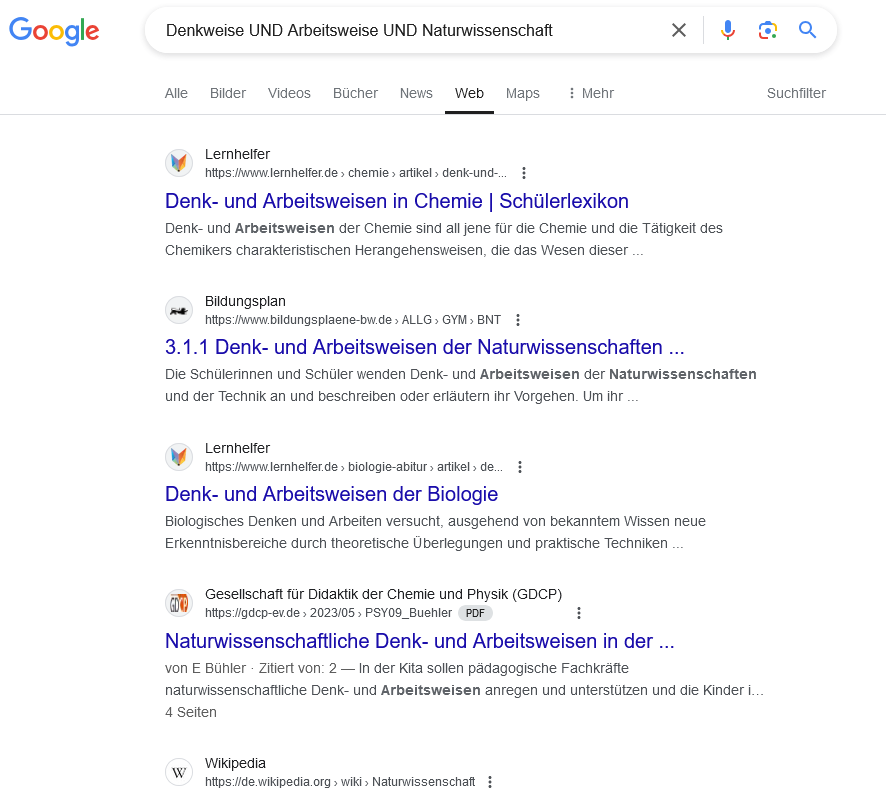 Google
Denkweise UND Arbeitsweise UND Naturwissenschaft
Alle Bilder Videos Bücher News Web Maps Mehr Suchfilter
Lernhelfer
https://www.lernhelfer.de › chemie › artikel › denk-und-...
Denk- und Arbeitsweisen in Chemie | Schülerlexikon
Denk- und Arbeitsweisen der Chemie sind all jene für die Chemie und die Tätigkeit des
Chemikers charakteristischen Herangehensweisen, die das Wesen dieser ...
Bildungsplan
https://www.bildungsplaene-bw.de › ALLG › GYM › BNT
3.1.1 Denk- und Arbeitsweisen der Naturwissenschaften ...
Die Schülerinnen und Schüler wenden Denk- und Arbeitsweisen der Naturwissenschaften
und der Technik an und beschreiben oder erläutern ihr Vorgehen. Um ihr ...
Lernhelfer
https://www.lernhelfer.de › biologie-abitur › artikel › de...
Denk- und Arbeitsweisen der Biologie
Biologisches Denken und Arbeiten versucht, ausgehend von bekanntem Wissen neue
Erkenntnisbereiche durch theoretische Überlegungen und praktische Techniken ...
GDCP
Gesellschaft für Didaktik der Chemie und Physik (GDCP)
https://gdcp-ev.de › 2023/05 › PSY09_Buehler PDF
Naturwissenschaftliche Denk- und Arbeitsweisen in der ...
von E Bühler · Zitiert von: 2 — In der Kita sollen pädagogische Fachkräfte
naturwissenschaftliche Denk- und Arbeitsweisen anregen und unterstützen und die Kinder i...
4 Seiten
W
Wikipedia
https://de.wikipedia.org › wiki › Naturwissenschaft